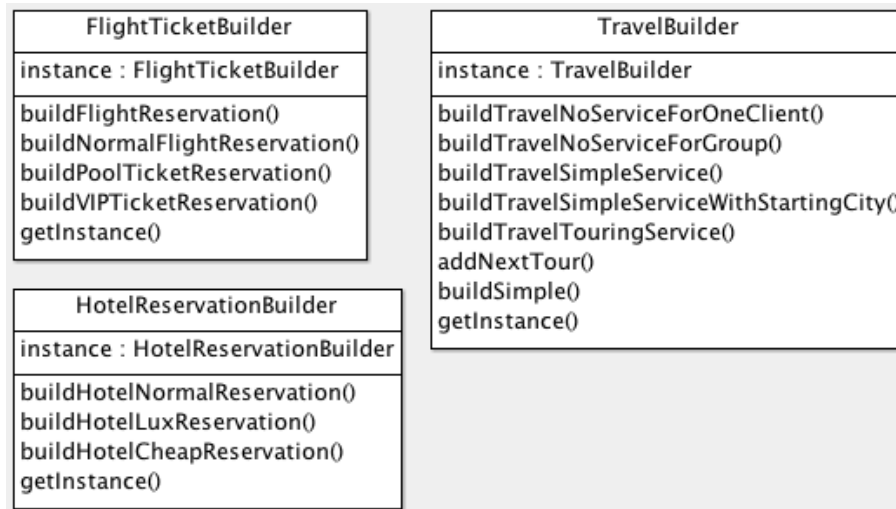 FlightTicketBuilder
instance : FlightTicketBuilder
buildFlightReservation()
buildNormalFlightReservation()
buildPoolTicketReservation()
buildVIPTicketReservation()
getInstance()
HotelReservationBuilder
instance : HotelReservationBuilder
buildHotelNormalReservation()
buildHotelLuxReservation()
buildHotelCheapReservation()
getInstance()
TravelBuilder
instance : TravelBuilder
buildTravelNoServiceForOneClient()
buildTravelNoServiceForGroup()
buildTravelSimpleService()
buildTravelSimpleServiceWithStartingCity()
buildTravelTouringService()
addNextTour()
buildSimple()
getInstance()